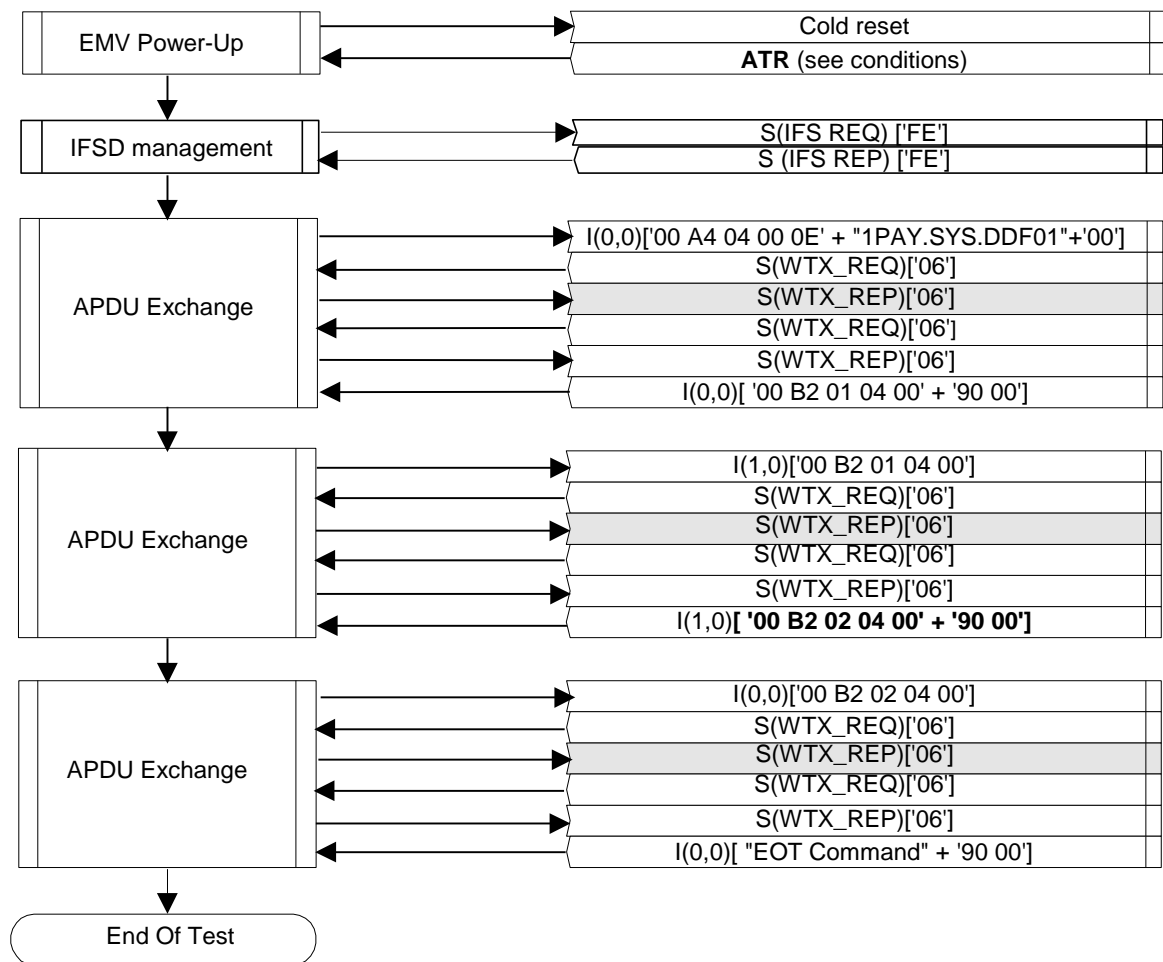 EMV Power-Up
Cold reset
ATR (see conditions)
IFSD management
S(IFS REQ) ['FE']
S (IFS REP) ['FE']
APDU Exchange
I(0,0)['00 A4 04 00 0E' + "1PAY.SYS.DDF01"+'00']
S(WTX_REQ)['06']
S(WTX_REP)['06']
S(WTX_REQ)['06']
S(WTX_REP)['06']
I(0,0)[ '00 B2 01 04 00' + '90 00']
APDU Exchange
I(1,0)['00 B2 01 04 00']
S(WTX_REQ)['06']
S(WTX_REP)['06']
S(WTX_REQ)['06']
S(WTX_REP)['06']
I(1,0)[ '00 B2 02 04 00' + '90 00']
APDU Exchange
I(0,0)['00 B2 02 04 00']
S(WTX_REQ)['06']
S(WTX_REP)['06']
S(WTX_REQ)['06']
S(WTX_REP)['06']
I(0,0)[ "EOT Command" + '90 00']
End Of Test